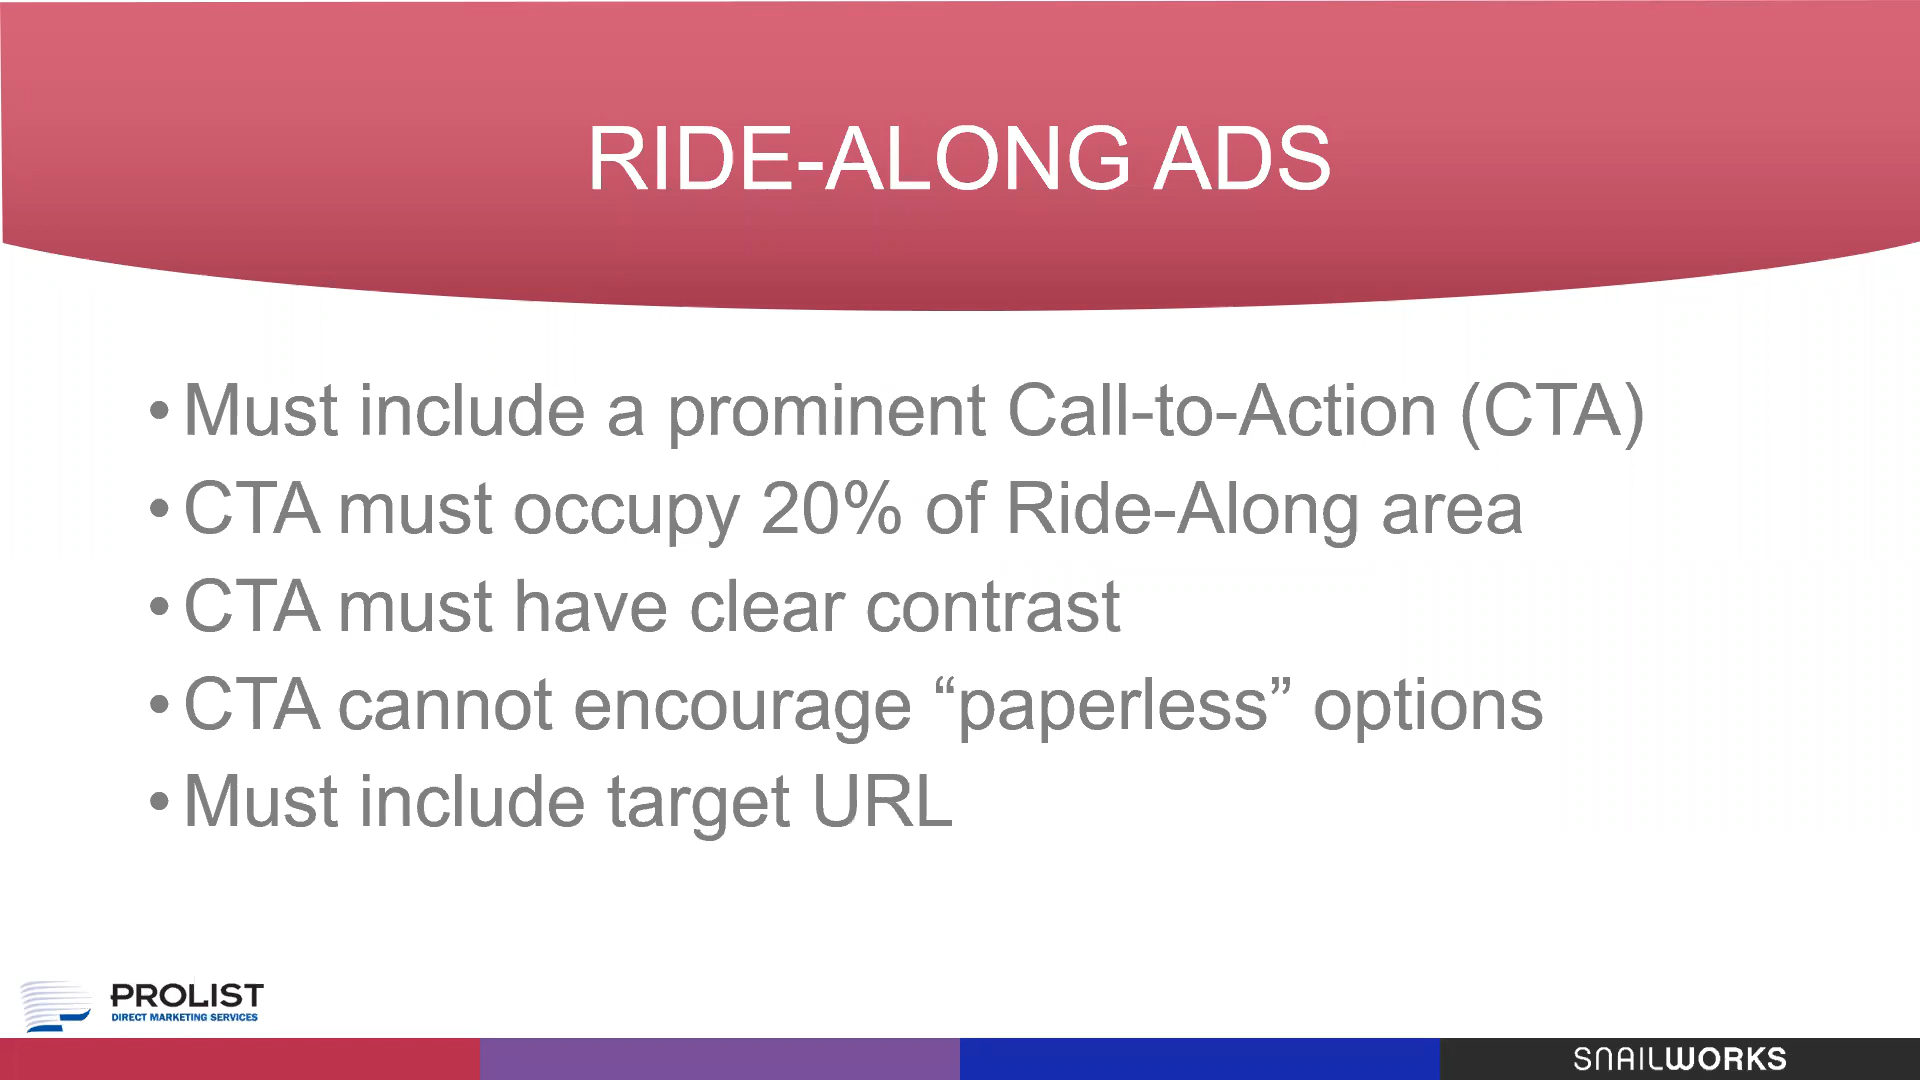 RIDE-ALONG ADS
• Must include a prominent Call-to-Action (CTA)
• CTA must occupy 20% of Ride-Along area
• CTA must have clear contrast
• CTA cannot encourage “paperless” options
• Must include target URL
PROLIST
DIRECT MARKETING SERVICES
SNAILWORKS